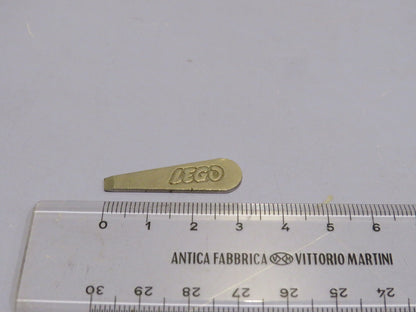 LEGO
0 1 2 3 4 5 6
ANTICA FABBRICA VCM VITTORIO MARTINI
30 29 28 27 26 25 24